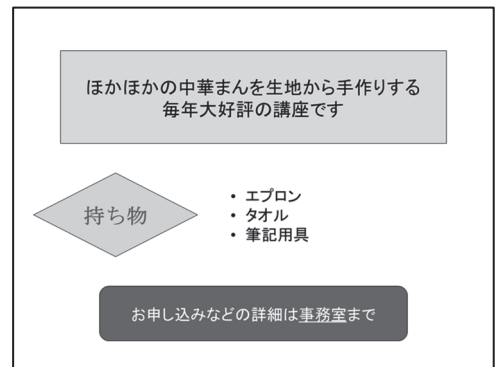 ほかほかの中華まんを生地から手作りする
毎年大好評の講座です
持ち物
• エプロン
• タオル
• 筆記用具
お申し込みなどの詳細は事務室まで